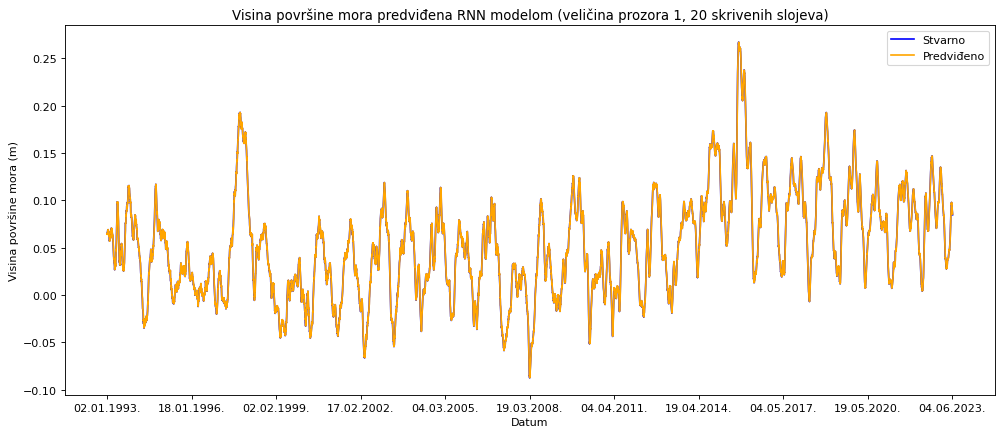 Visina površine mora predviđena RNN modelom (veličina prozora 1, 20 skrivenih slojeva)
Stvarno
Predviđeno
Visina površine mora (m)
0.25
0.20
0.15
0.10
0.05
0.00
−0.05
−0.10
02.01.1993. 18.01.1996. 02.02.1999. 17.02.2002. 04.03.2005. 19.03.2008. 04.04.2011. 19.04.2014. 04.05.2017. 19.05.2020. 04.06.2023.
Datum